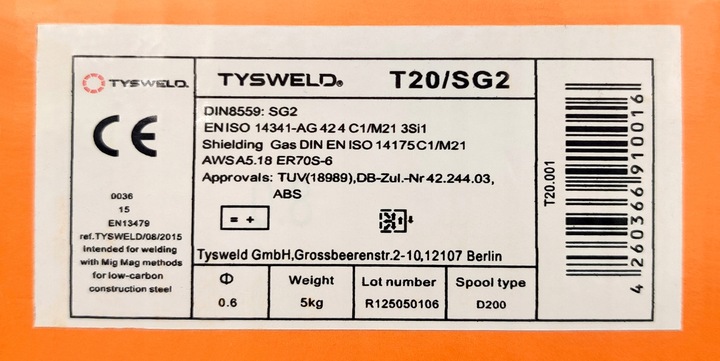 TYSWELD.
CE
0036
15
EN13479
ref.TYSWELD/08/2015
Intended for welding
with Mig Mag methods
for low-carbon
construction steel
TYSWELD® T20/SG2
DIN8559: SG2
EN ISO 14341-AG 42 4 C1/M21 3Si1
Shielding Gas DIN EN ISO 14175 C1/M21
AWS A5.18 ER70S-6
Approvals: TUV(18989),DB-Zul.-Nr 42.244.03,
ABS
= +
Tysweld GmbH,Grossbeerenstr.2-10,12107 Berlin
Φ Weight Lot number Spool type
0.6 5kg R125050106 D200
T20.001
4 260366 910016